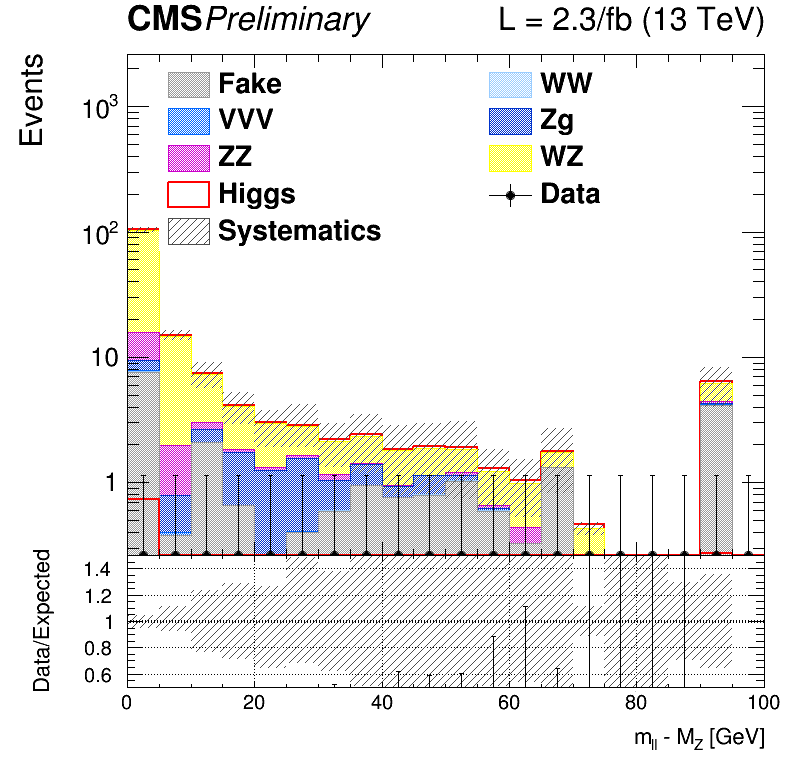 CMS Preliminary L = 2.3/fb (13 TeV)
Events
10³
10²
10
1
Fake WW
VVV Zg
ZZ WZ
Higgs Data
Systematics
Data/Expected
1.4
1.2
1
0.8
0.6
0 20 40 60 80 100
m_ll - M_Z [GeV]